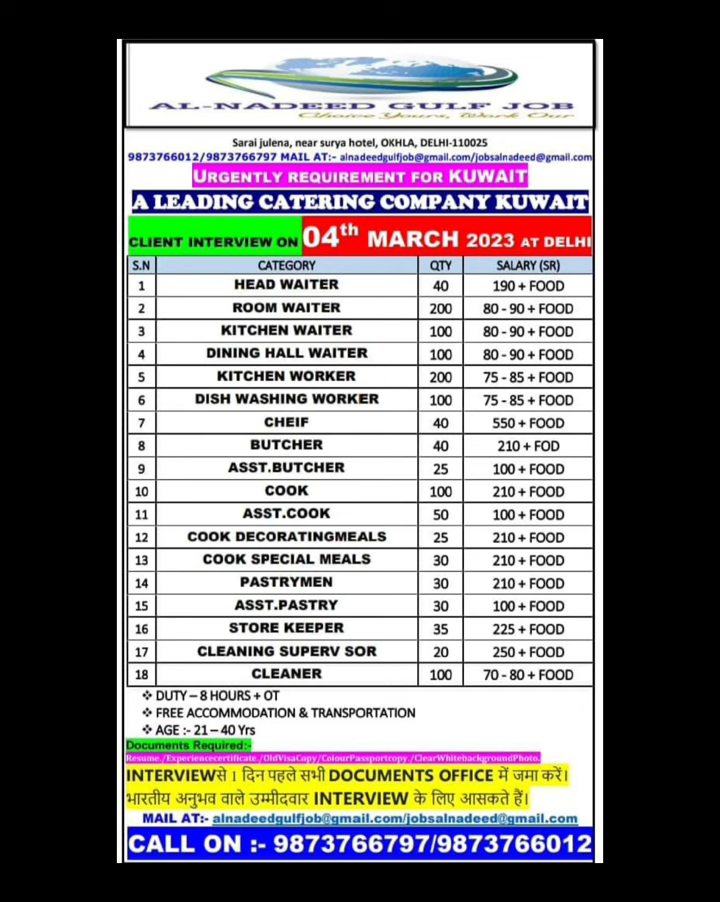 AL-NADEED GULF JOB
Choice Yours, Work Our
Sarai julena, near surya hotel, OKHLA, DELHI-110025
9873766012/9873766797 MAIL AT:- alnadeedgulfjob@gmail.com/jobsalnadeed@gmail.com
URGENTLY REQUIREMENT FOR KUWAIT
A LEADING CATERING COMPANY KUWAIT
CLIENT INTERVIEW ON 04th MARCH 2023 AT DELHI
S.N CATEGORY QTY SALARY (SR)
1 HEAD WAITER 40 190 + FOOD
2 ROOM WAITER 200 80 - 90 + FOOD
3 KITCHEN WAITER 100 80 - 90 + FOOD
4 DINING HALL WAITER 100 80 - 90 + FOOD
5 KITCHEN WORKER 200 75 - 85 + FOOD
6 DISH WASHING WORKER 100 75 - 85 + FOOD
7 CHEIF 40 550 + FOOD
8 BUTCHER 40 210 + FOD
9 ASST.BUTCHER 25 100 + FOOD
10 COOK 100 210 + FOOD
11 ASST.COOK 50 100 + FOOD
12 COOK DECORATINGMEALS 25 210 + FOOD
13 COOK SPECIAL MEALS 30 210 + FOOD
14 PASTRYMEN 30 210 + FOOD
15 ASST.PASTRY 30 100 + FOOD
16 STORE KEEPER 35 225 + FOOD
17 CLEANING SUPERV SOR 20 250 + FOOD
18 CLEANER 100 70 - 80 + FOOD
❖ DUTY – 8 HOURS + OT
❖ FREE ACCOMMODATION & TRANSPORTATION
❖ AGE :- 21 – 40 Yrs
Documents Required:-
Resume./Experiencecertificate./OldVisaCopy/ColourPassportcopy./ClearWhitebackgroundPhoto.
INTERVIEWसे 1 दिन पहले सभी DOCUMENTS OFFICE में जमा करें।
भारतीय अनुभव वाले उम्मीदवार INTERVIEW के लिए आसकते हैं।
MAIL AT:- alnadeedgulfjob@gmail.com/jobsalnadeed@gmail.com
CALL ON :- 9873766797/9873766012